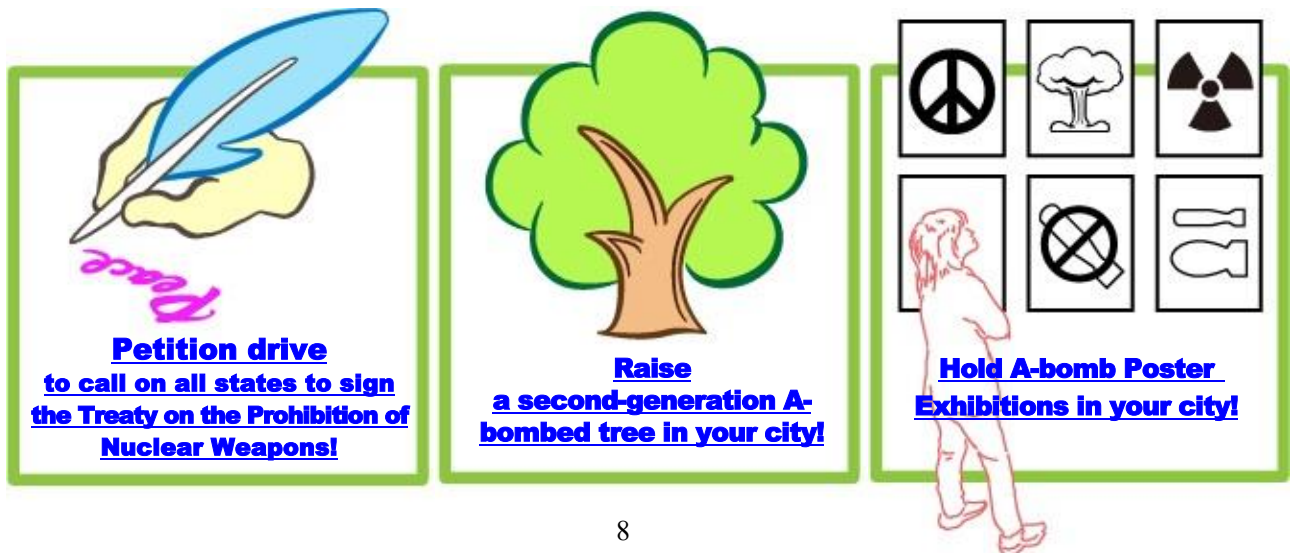 Peace
Petition drive
to call on all states to sign
the Treaty on the Prohibition of
Nuclear Weapons!
Raise
a second-generation A-
bombed tree in your city!
Hold A-bomb Poster
Exhibitions in your city!
8